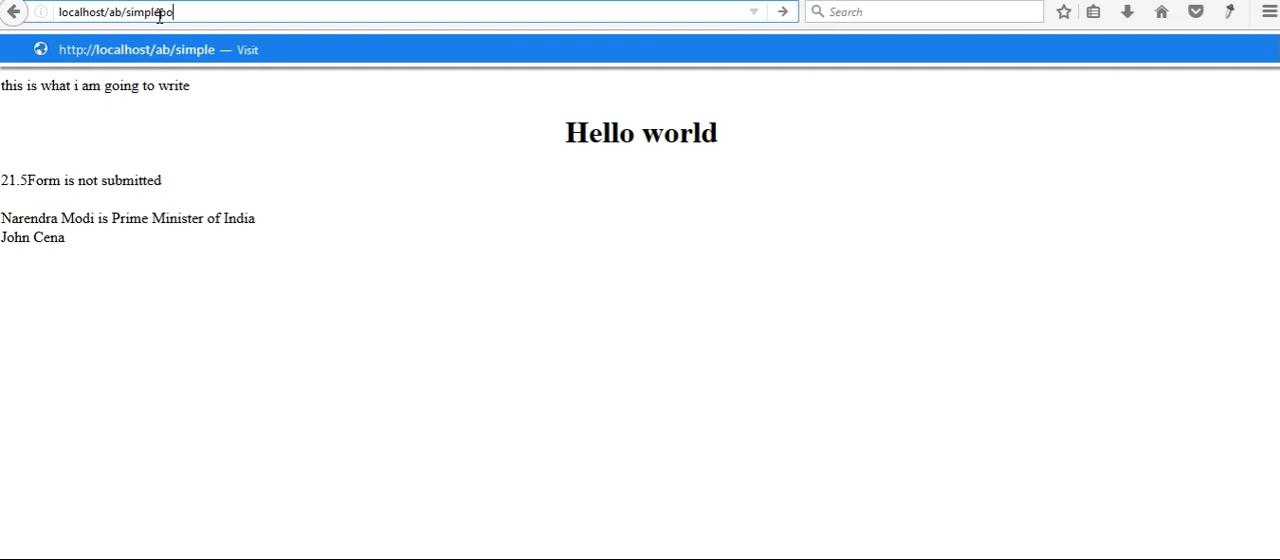 localhost/ab/simplepo
Search
http://localhost/ab/simple — Visit
this is what i am going to write
Hello world
21.5Form is not submitted
Narendra Modi is Prime Minister of India
John Cena